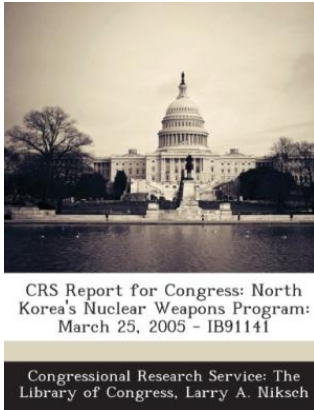 CRS Report for Congress: North
Korea's Nuclear Weapons Program:
March 25, 2005 - IB91141
Congressional Research Service: The
Library of Congress, Larry A. Niksch